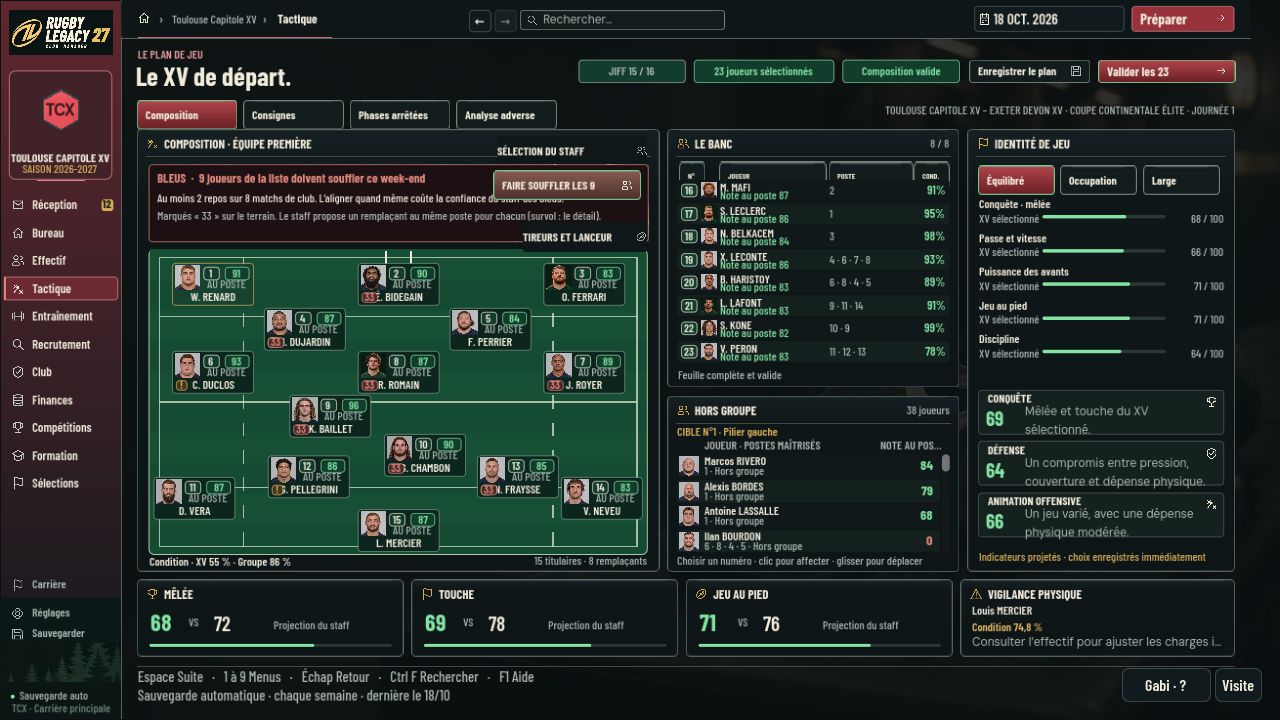 RUGBY
LEGACY 27
CLUB MANAGER
TCX
TOULOUSE CAPITOLE XV
SAISON 2026-2027
Réception 12
Bureau
Effectif
Tactique
Entraînement
Recrutement
Club
Finances
Compétitions
Formation
Sélections
Carrière
Réglages
Sauvegarder
Sauvegarde auto
TCX · Carrière principale
› Toulouse Capitole XV › Tactique
← → Rechercher...
18 OCT. 2026
Préparer →
LE PLAN DE JEU
Le XV de départ.
JIFF 15 / 16
23 joueurs sélectionnés
Composition valide
Enregistrer le plan
Valider les 23 →
Composition
Consignes
Phases arrêtées
Analyse adverse
TOULOUSE CAPITOLE XV – EXETER DEVON XV · COUPE CONTINENTALE ÉLITE · JOURNÉE 1
COMPOSITION · ÉQUIPE PREMIÈRE
SÉLECTION DU STAFF
BLEUS · 9 joueurs de la liste doivent souffler ce week-end
FAIRE SOUFFLER LES 9
Au moins 2 repos sur 8 matchs de club. L'aligner quand même coûte la confiance du staff des Bleus.
Marqués « 33 » sur le terrain. Le staff propose un remplaçant au même poste pour chacun (survol : le détail).
TIREURS ET LANCEUR
1 91
AU POSTE
W. RENARD
2 90
AU POSTE
33 E. BIDEGAIN
3 83
AU POSTE
O. FERRARI
4 87
AU POSTE
33 . DUJARDIN
5 84
AU POSTE
F. PERRIER
6 93
AU POSTE
! C. DUCLOS
8 87
AU POSTE
33 R. ROMAIN
7 89
AU POSTE
33 J. ROYER
9 96
AU POSTE
33 K. BAILLET
10 90
AU POSTE
33 . CHAMBON
12 86
AU POSTE
! . PELLEGRINI
13 85
AU POSTE
33 . FRAYSSE
11 87
AU POSTE
D. VERA
14 83
AU POSTE
V. NEVEU
15 87
AU POSTE
L. MERCIER
Condition · XV 55 % · Groupe 86 %
15 titulaires · 8 remplaçants
LE BANC 8 / 8
N° JOUEUR POSTE COND.
16 M. MAFI 2 91%
Note au poste 87
17 S. LECLERC 1 95%
Note au poste 86
18 N. BELKACEM 3 98%
Note au poste 84
19 X. LECONTE 4 · 6 · 7 · 8 93%
Note au poste 86
20 B. HARISTOY 6 · 8 · 4 · 5 89%
Note au poste 83
21 L. LAFONT 9 · 11 · 14 91%
Note au poste 83
22 S. KONE 10 · 9 99%
Note au poste 82
23 V. PERON 11 · 12 · 13 78%
Note au poste 83
Feuille complète et valide
HORS GROUPE 38 joueurs
CIBLE N°1 · Pilier gauche
JOUEUR · POSTES MAÎTRISÉS NOTE AU POS...
Marcos RIVERO 84
1 · Hors groupe
Alexis BORDES 79
1 · Hors groupe
Antoine LASSALLE 68
1 · Hors groupe
Ilan BOURDON 0
6 · 8 · 4 · 5 · Hors groupe
Choisir un numéro · clic pour affecter · glisser pour déplacer
IDENTITÉ DE JEU
Équilibré
Occupation
Large
Conquête · mêlée
XV sélectionné 68 / 100
Passe et vitesse
XV sélectionné 66 / 100
Puissance des avants
XV sélectionné 71 / 100
Jeu au pied
XV sélectionné 71 / 100
Discipline
XV sélectionné 64 / 100
CONQUÊTE
69 Mêlée et touche du XV
sélectionné.
DÉFENSE
64 Un compromis entre pression,
couverture et dépense physique.
ANIMATION OFFENSIVE
66 Un jeu varié, avec une dépense
physique modérée.
Indicateurs projetés · choix enregistrés immédiatement
MÊLÉE
68 VS 72 Projection du staff
TOUCHE
69 VS 78 Projection du staff
JEU AU PIED
71 VS 76 Projection du staff
VIGILANCE PHYSIQUE
Louis MERCIER
Condition 74,8 %
Consulter l'effectif pour ajuster les charges i...
Espace Suite · 1 à 9 Menus · Échap Retour · Ctrl F Rechercher · F1 Aide
Sauvegarde automatique · chaque semaine · dernière le 18/10
Gabi · ?
Visite